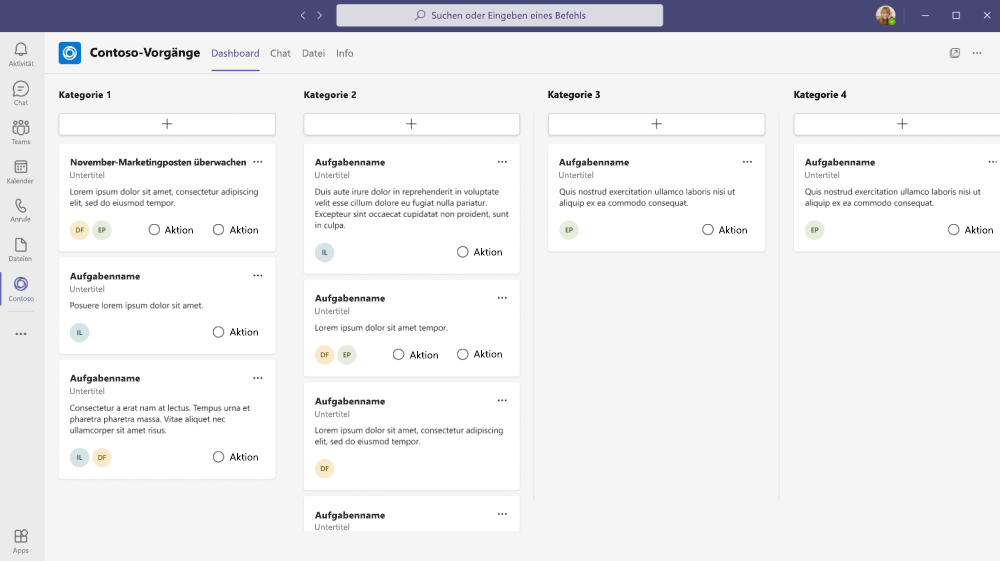 Suchen oder Eingeben eines Befehls
Aktivität
Chat
Teams
Kalender
Anrufe
Dateien
Contoso
Apps
Contoso-Vorgänge
Dashboard
Chat
Datei
Info
Kategorie 1
November-Marketingposten überwachen
Untertitel
Lorem ipsum dolor sit amet, consectetur adipiscing
elit, sed do eiusmod tempor.
DF
EP
Aktion
Aktion
Aufgabenname
Untertitel
Posuere lorem ipsum dolor sit amet.
IL
Aktion
Aufgabenname
Untertitel
Consectetur a erat nam at lectus. Tempus urna et
pharetra pharetra massa. Vitae aliquet nec
ullamcorper sit amet risus.
IL
DF
Aktion
Kategorie 2
Aufgabenname
Untertitel
Duis aute irure dolor in reprehenderit in voluptate
velit esse cillum dolore eu fugiat nulla pariatur.
Excepteur sint occaecat cupidatat non proident, sunt
in culpa.
IL
Aktion
Aufgabenname
Untertitel
Lorem ipsum dolor sit amet tempor.
DF
EP
Aktion
Aktion
Aufgabenname
Untertitel
Lorem ipsum dolor sit amet, consectetur adipiscing
elit, sed do eiusmod tempor.
DF
Aufgabenname
Untertitel
Kategorie 3
Aufgabenname
Untertitel
Quis nostrud exercitation ullamco laboris nisi ut
aliquip ex ea commodo consequat.
EP
Aktion
Kategorie 4
Aufgabenname
Untertitel
Quis nostrud exercitation ullamco laboris nisi ut
aliquip ex ea commodo consequat.
EP
Aktion